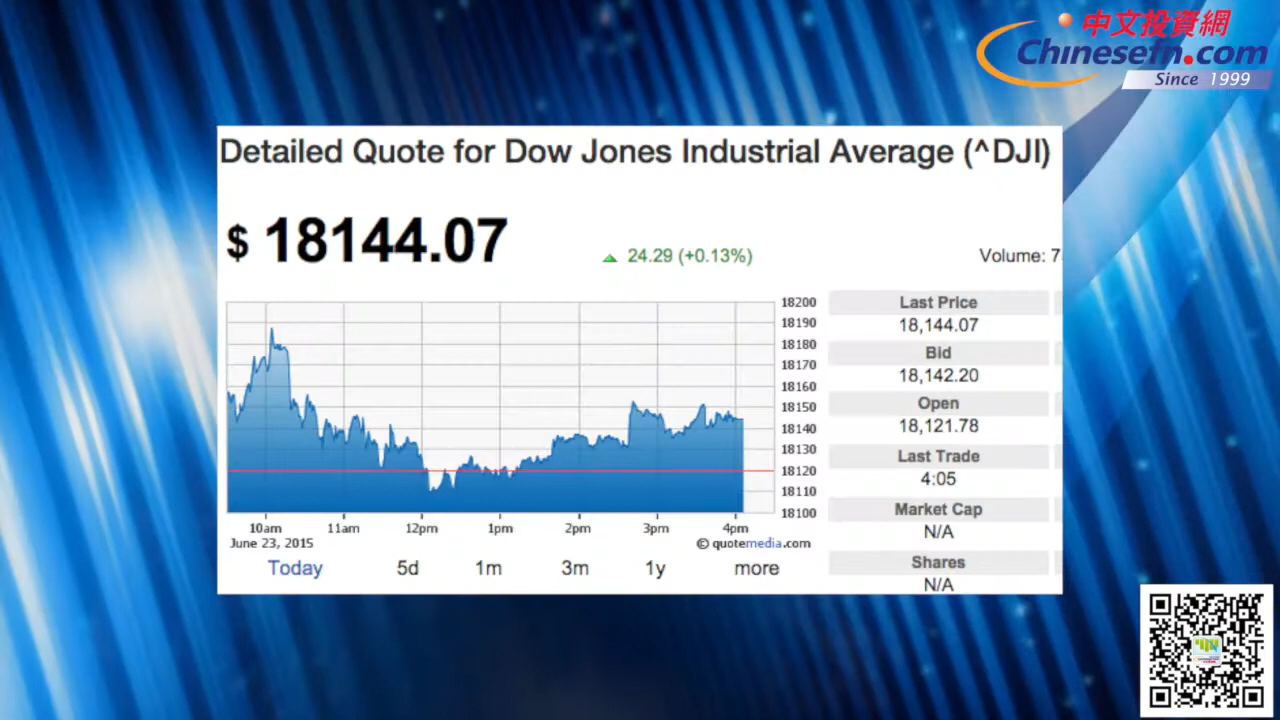 中文投資網
Chinesefn.com
Since 1999
Detailed Quote for Dow Jones Industrial Average (^DJI)
$ 18144.07
24.29 (+0.13%)
Volume: 7
18200
18190
18180
18170
18160
18150
18140
18130
18120
18110
18100
10am 11am 12pm 1pm 2pm 3pm 4pm
June 23, 2015
© quotemedia.com
Today 5d 1m 3m 1y more
Last Price
18,144.07
Bid
18,142.20
Open
18,121.78
Last Trade
4:05
Market Cap
N/A
Shares
N/A